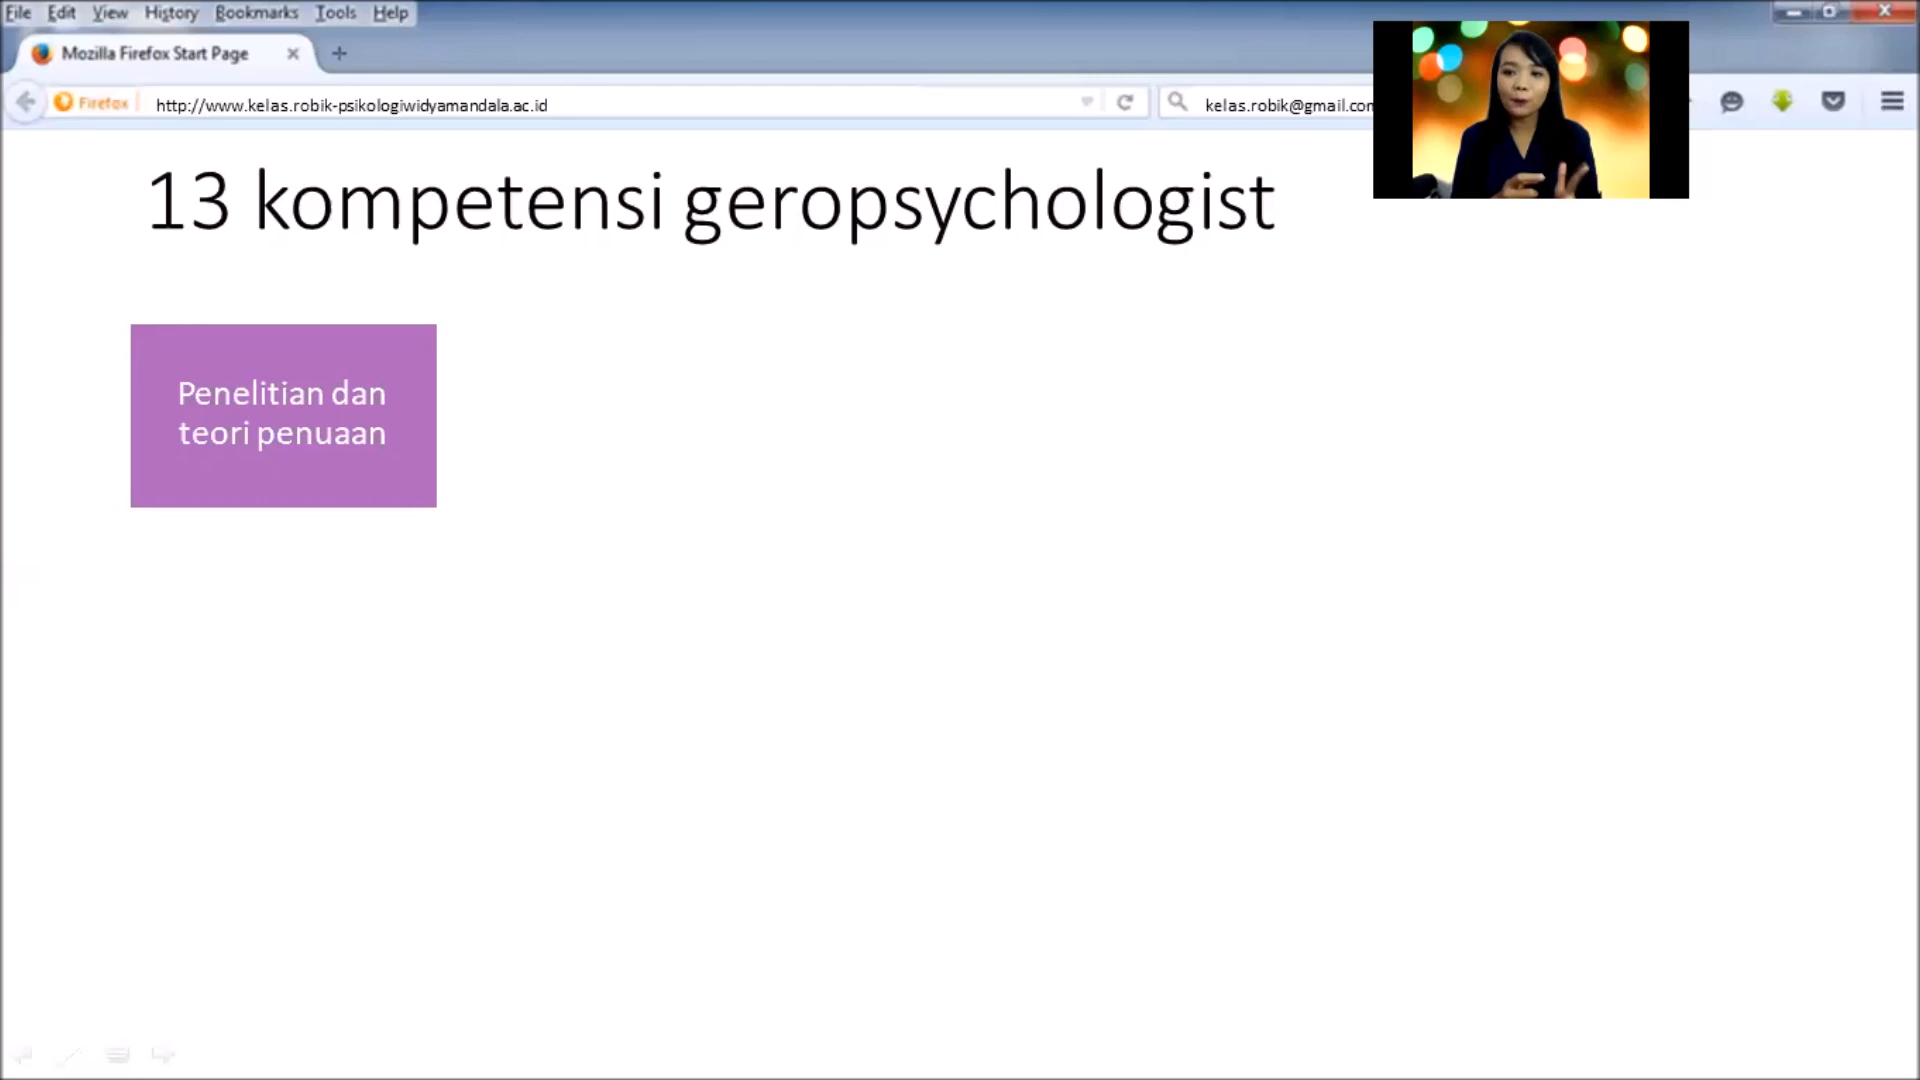 File Edit View History Bookmarks Tools Help
Mozilla Firefox Start Page
Firefox http://www.kelas.robik-psikologiwidyamandala.ac.id kelas.robik@gmail.com
13 kompetensi geropsychologist
Penelitian dan
teori penuaan